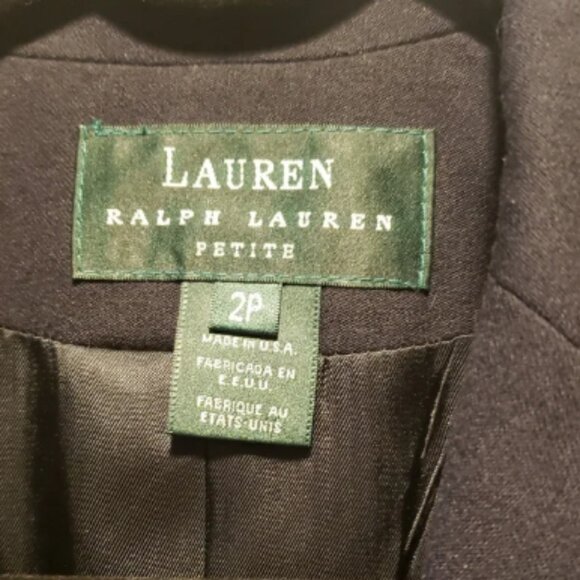 LAUREN
RALPH LAUREN
PETITE
2P
MADE IN U.S.A.
FABRICADA EN
E.E.U.U.
FABRIQUE AU
ETATS-UNIS